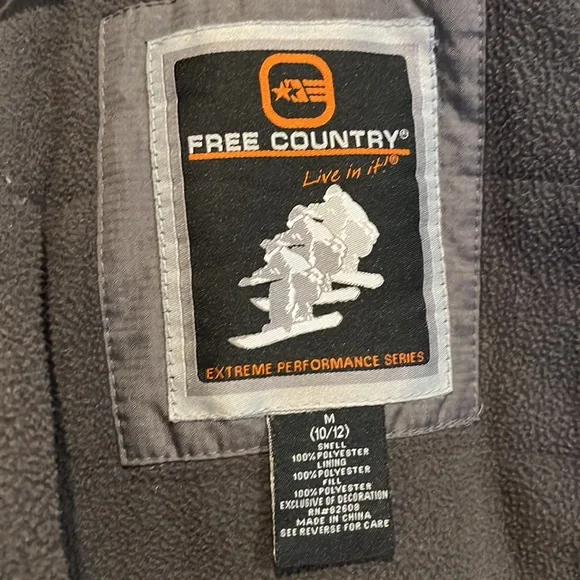 FREE COUNTRY®
Live in it!®
EXTREME PERFORMANCE SERIES
M
(10/12)
SHELL
100% POLYESTER
LINING
100% POLYESTER
FILL
100% POLYESTER
EXCLUSIVE OF DECORATION
RN#82608
MADE IN CHINA
SEE REVERSE FOR CARE